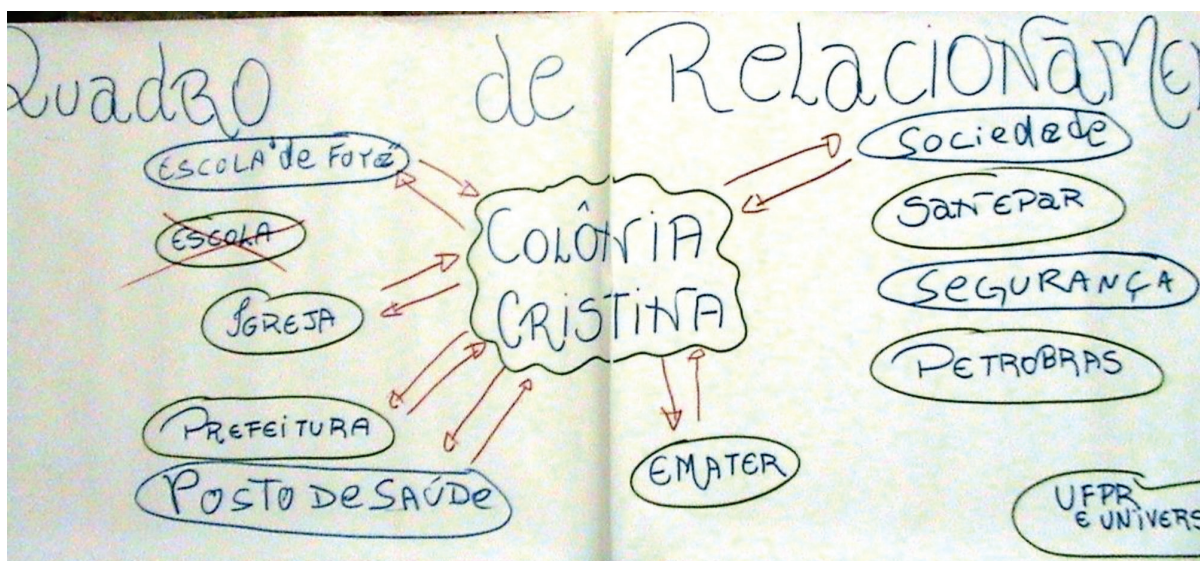 Quadro de Relacioname
Escola "de Fora"
Escola
Igreja
Prefeitura
Posto de Saúde
Colônia
Cristina
Emater
Sociedade
Sanepar
Segurança
Petrobras
UFPR
e Univers